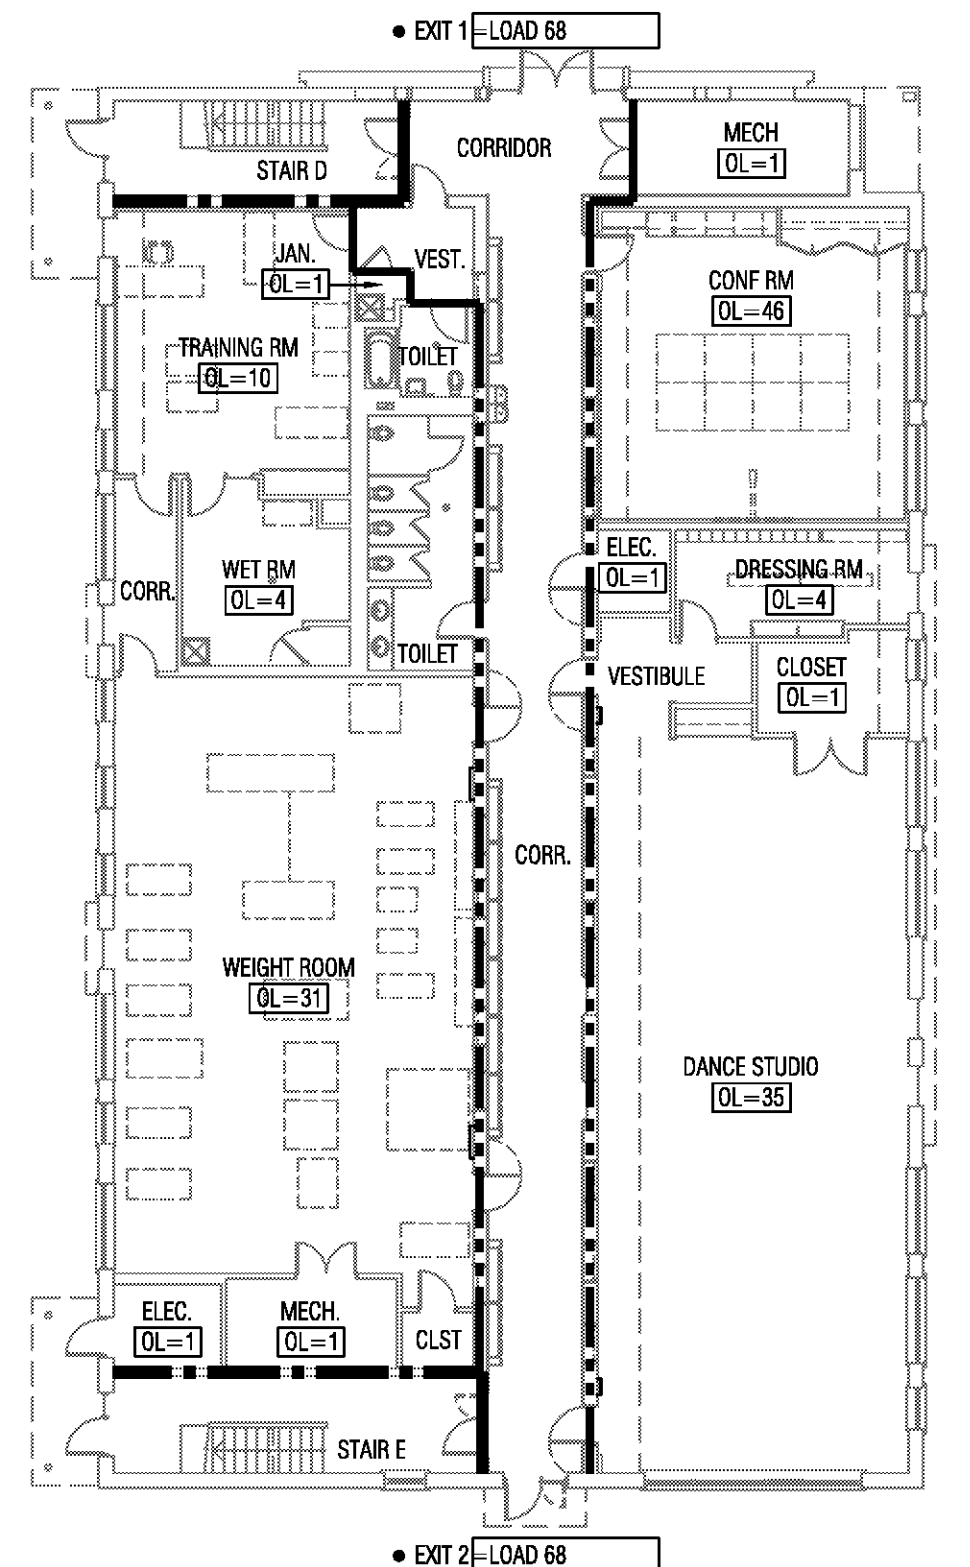 ● EXIT 1=LOAD 68
CORRIDOR
MECH
OL=1
STAIR D
JAN.
OL=1
VEST.
CONF RM
OL=46
TRAINING RM
OL=10
TOILET
ELEC.
OL=1
DRESSING RM
OL=4
CORR.
WET RM
OL=4
TOILET
VESTIBULE
CLOSET
OL=1
CORR.
WEIGHT ROOM
OL=31
DANCE STUDIO
OL=35
ELEC.
OL=1
MECH.
OL=1
CLST
STAIR E
● EXIT 2=LOAD 68